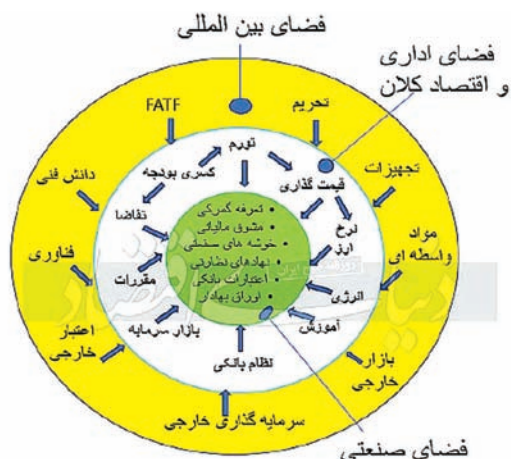 فضای بین المللی
فضای اداری
و اقتصاد کلان
FATF
تحریم
تجهیزات
مواد
واسطه ای
بازار
خارجی
سرمایه گذاری خارجی
اعتبار
خارجی
فناوری
دانش فنی
تورم
قیمت گذاری
نرخ
ارز
انرژی
آموزش
نظام بانکی
بازار سرمایه
مقررات
تقاضا
کسری بودجه
• تعرفه گمرکی
• مشوق مالیاتی
• خوشه های صنعتی
• نهادهای نظارتی
• اعتبارات بانکی
• اوراق بهادار
فضای صنعتی
دنیای اقتصاد